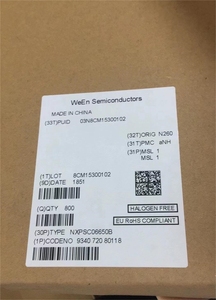 WeEn Semiconductors
MADE IN CHINA
(33T)PUID 03N8CM15300102
(32T)ORIG N260
(31T)PMC aNH
(31P)MSL 1
MSL 1
(1T)LOT 8CM15300102
(9D)DATE 1851
HALOGEN FREE
(Q)QTY 800
EU RoHS COMPLIANT
(30P)TYPE NXPSC06650B
(1P)CODENO 9340 720 80118